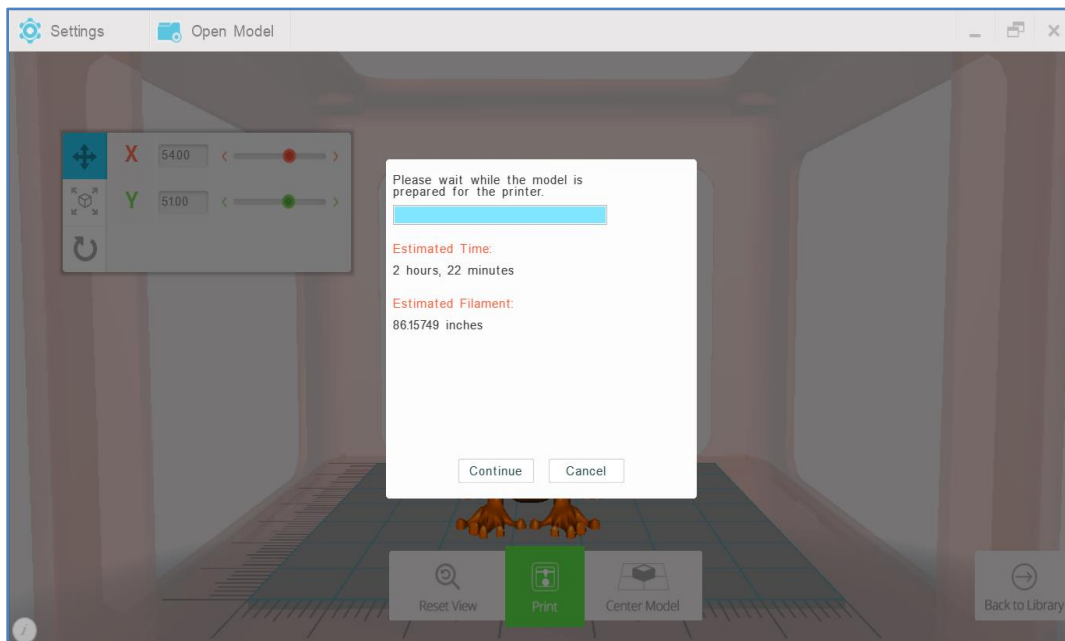 Settings
Open Model
X 54.00
Y 51.00
Please wait while the model is
prepared for the printer.
Estimated Time:
2 hours, 22 minutes
Estimated Filament:
86.15749 inches
Continue Cancel
Reset View
Print
Center Model
Back to Library
i